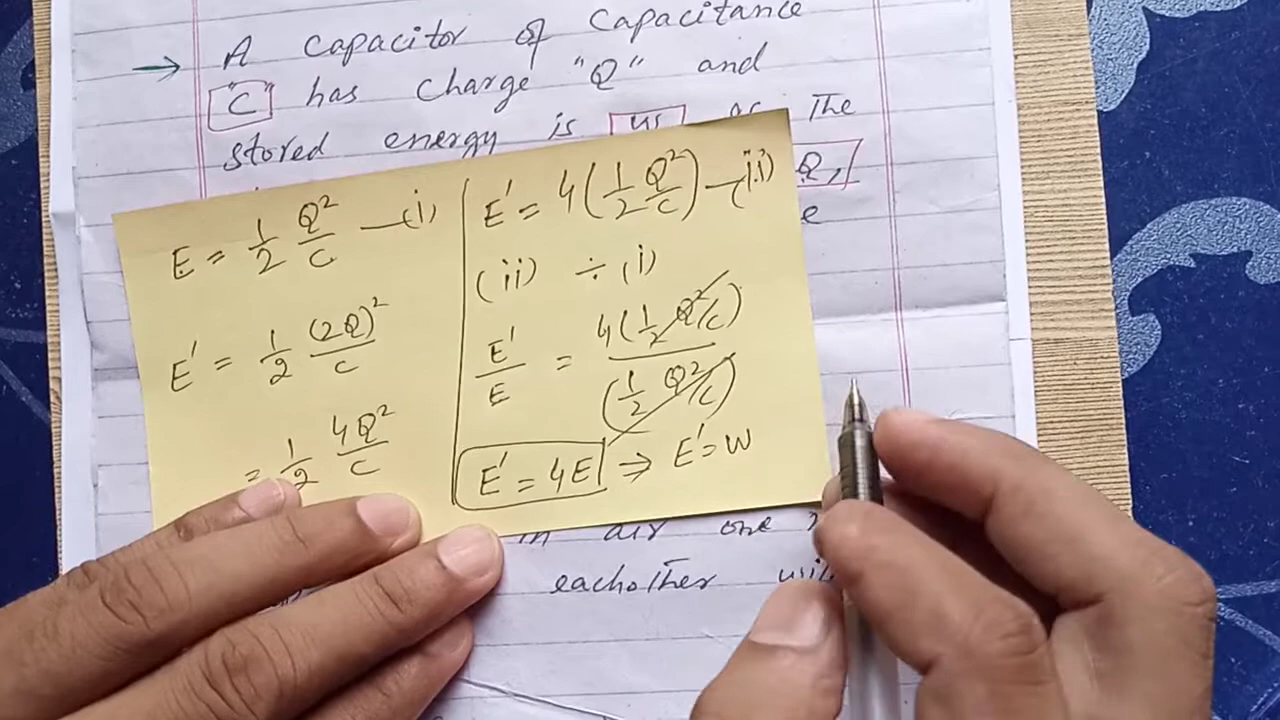 A capacitor of capacitance
"C" has charge "Q" and
stored energy is The
Q,
E = 1/2 Q²/C —(i)
E' = 1/2 (2Q)²/C
= 1/2 4Q²/C
E' = 4(1/2 Q²/C) —(ii)
(ii) ÷ (i)
E'/E = 4(1/2 Q²/C)/(1/2 Q²/C)
E' = 4E ⇒ E' = W
in air one
eachother